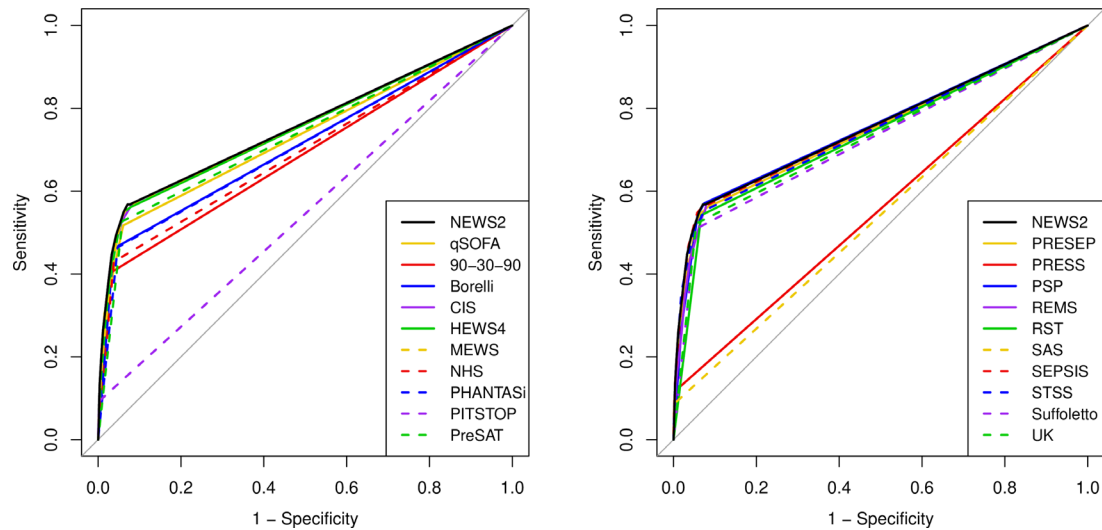 1.0
0.8
0.6
0.4
0.2
0.0
Sensitivity
0.0 0.2 0.4 0.6 0.8 1.0
1 − Specificity
NEWS2
qSOFA
90−30−90
Borelli
CIS
HEWS4
MEWS
NHS
PHANTASi
PITSTOP
PreSAT
1.0
0.8
0.6
0.4
0.2
0.0
Sensitivity
0.0 0.2 0.4 0.6 0.8 1.0
1 − Specificity
NEWS2
PRESEP
PRESS
PSP
REMS
RST
SAS
SEPSIS
STSS
Suffoletto
UK